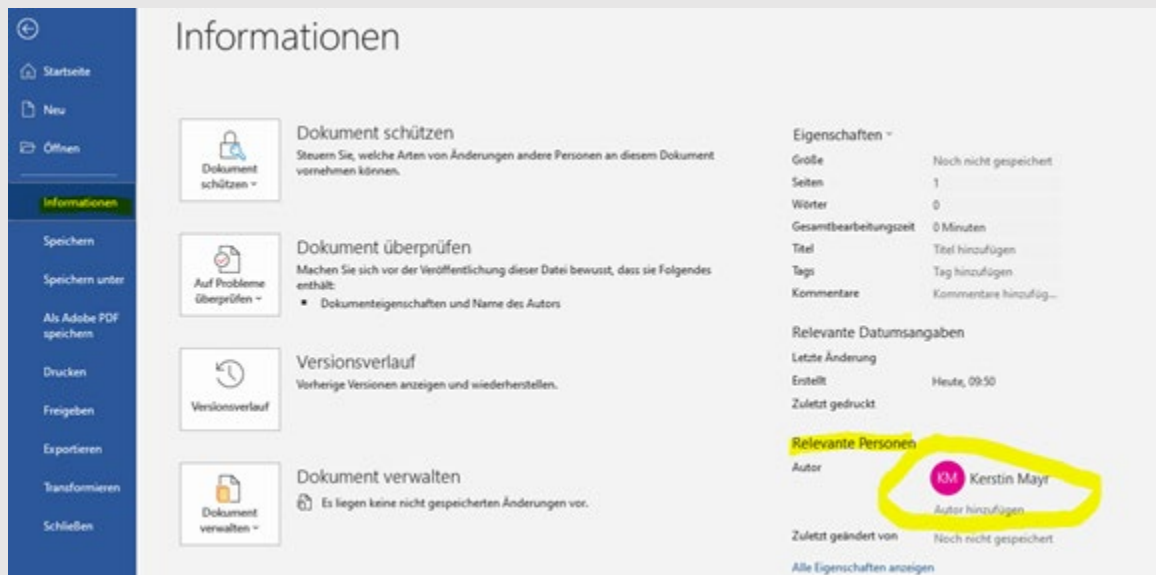 Informationen
Startseite
Neu
Öffnen
Informationen
Speichern
Speichern unter
Als Adobe PDF
speichern
Drucken
Freigeben
Exportieren
Transformieren
Schließen
Dokument
schützen
Dokument schützen
Steuern Sie, welche Arten von Änderungen andere Personen an diesem Dokument
vornehmen können.
Auf Probleme
überprüfen
Dokument überprüfen
Machen Sie sich vor der Veröffentlichung dieser Datei bewusst, dass sie Folgendes
enthält:
▪ Dokumenteigenschaften und Name des Autors
Versionsverlauf
Versionsverlauf
Vorherige Versionen anzeigen und wiederherstellen.
Dokument
verwalten
Dokument verwalten
Es liegen keine nicht gespeicherten Änderungen vor.
Eigenschaften
Größe Noch nicht gespeichert
Seiten 1
Wörter 0
Gesamtbearbeitungszeit 0 Minuten
Titel Titel hinzufügen
Tags Tag hinzufügen
Kommentare Kommentare hinzufüg...
Relevante Datumsangaben
Letzte Änderung
Erstellt Heute, 09:50
Zuletzt gedruckt
Relevante Personen
Autor KM Kerstin Mayr
Autor hinzufügen
Zuletzt geändert von Noch nicht gespeichert
Alle Eigenschaften anzeigen